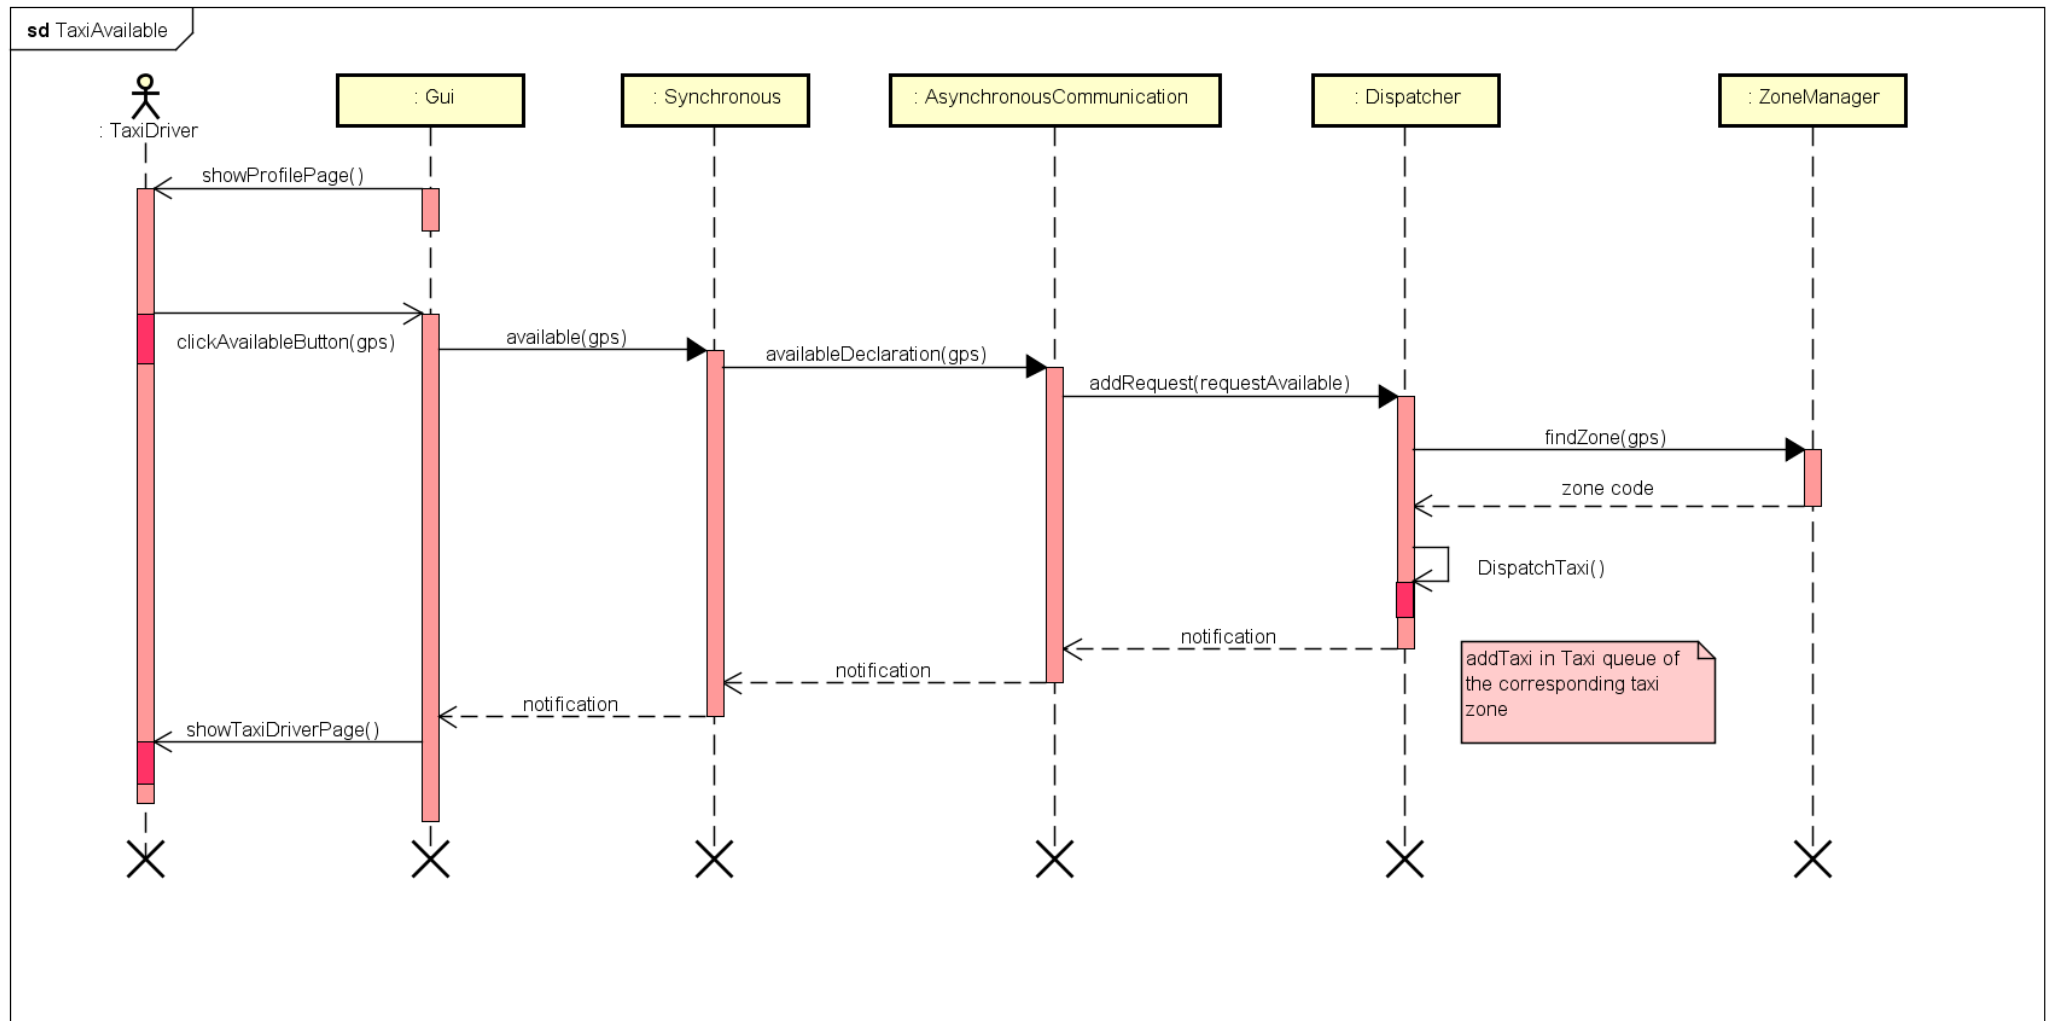 sd TaxiAvailable
: TaxiDriver
: Gui
: Synchronous
: AsynchronousCommunication
: Dispatcher
: ZoneManager
showProfilePage()
clickAvailableButton(gps)
available(gps)
availableDeclaration(gps)
addRequest(requestAvailable)
findZone(gps)
zone code
DispatchTaxi()
notification
notification
notification
showTaxiDriverPage()
addTaxi in Taxi queue of
the corresponding taxi
zone